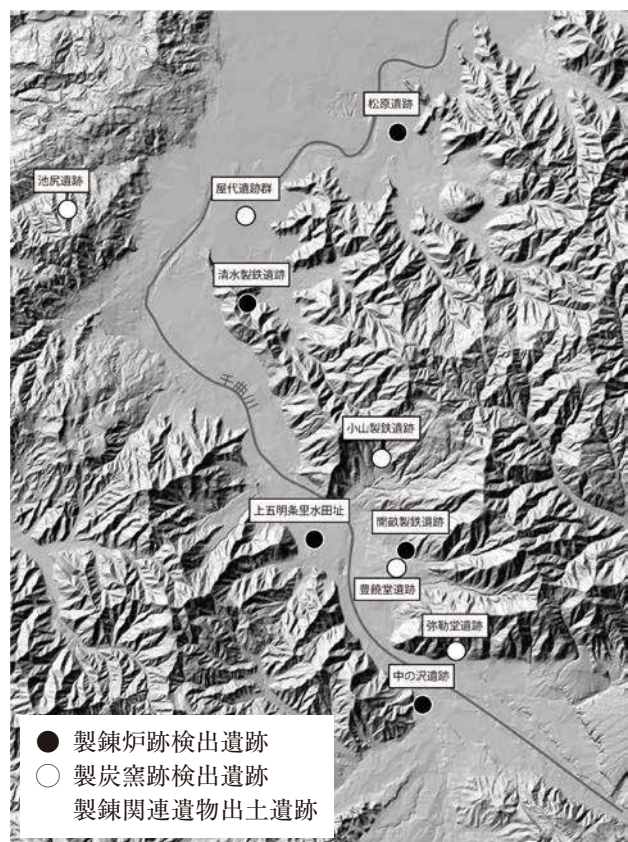 松原遺跡
池尻遺跡
屋代遺跡群
清水製鉄遺跡
千曲川
小山製鉄遺跡
上五明条里水田址
開畝製鉄遺跡
豊饒堂遺跡
弥勒堂遺跡
中の沢遺跡
● 製錬炉跡検出遺跡
○ 製炭窯跡検出遺跡
製錬関連遺物出土遺跡